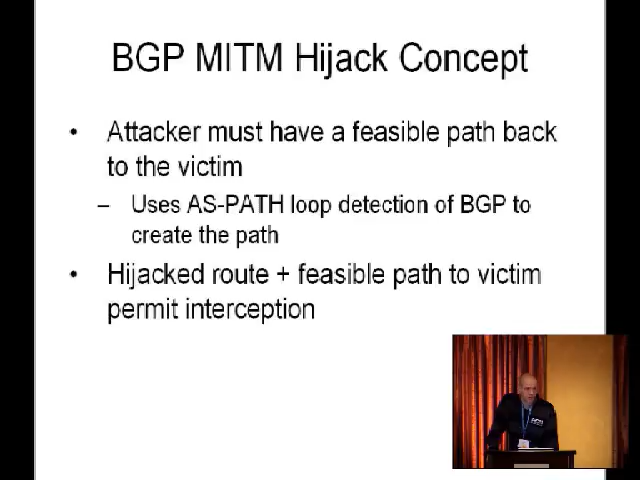 BGP MITM Hijack Concept
• Attacker must have a feasible path back
to the victim
– Uses AS-PATH loop detection of BGP to
create the path
• Hijacked route + feasible path to victim
permit interception